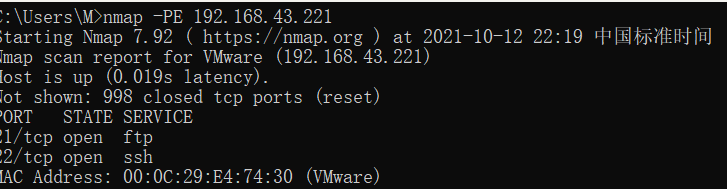 C:\Users\M>nmap -PE 192.168.43.221
Starting Nmap 7.92 ( https://nmap.org ) at 2021-10-12 22:19 中国标准时间
Nmap scan report for VMware (192.168.43.221)
Host is up (0.019s latency).
Not shown: 998 closed tcp ports (reset)
PORT   STATE SERVICE
21/tcp open  ftp
22/tcp open  ssh
MAC Address: 00:0C:29:E4:74:30 (VMware)